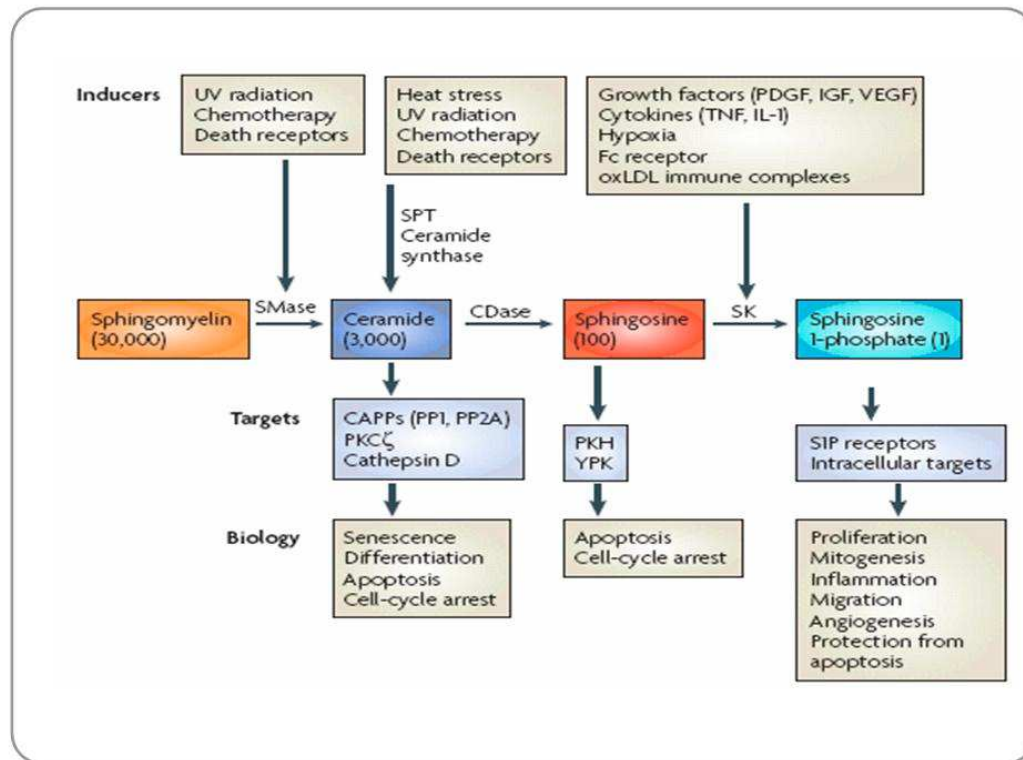 Inducers
UV radiation
Chemotherapy
Death receptors
Heat stress
UV radiation
Chemotherapy
Death receptors
Growth factors (PDGF, IGF, VEGF)
Cytokines (TNF, IL-1)
Hypoxia
Fc receptor
oxLDL immune complexes
SPT
Ceramide
synthase
Sphingomyelin
(30,000)
SMase
Ceramide
(3,000)
CDase
Sphingosine
(100)
SK
Sphingosine
1-phosphate (1)
Targets
CAPPs (PP1, PP2A)
PKCζ
Cathepsin D
PKH
YPK
S1P receptors
Intracellular targets
Biology
Senescence
Differentiation
Apoptosis
Cell-cycle arrest
Apoptosis
Cell-cycle arrest
Proliferation
Mitogenesis
Inflammation
Migration
Angiogenesis
Protection from
apoptosis